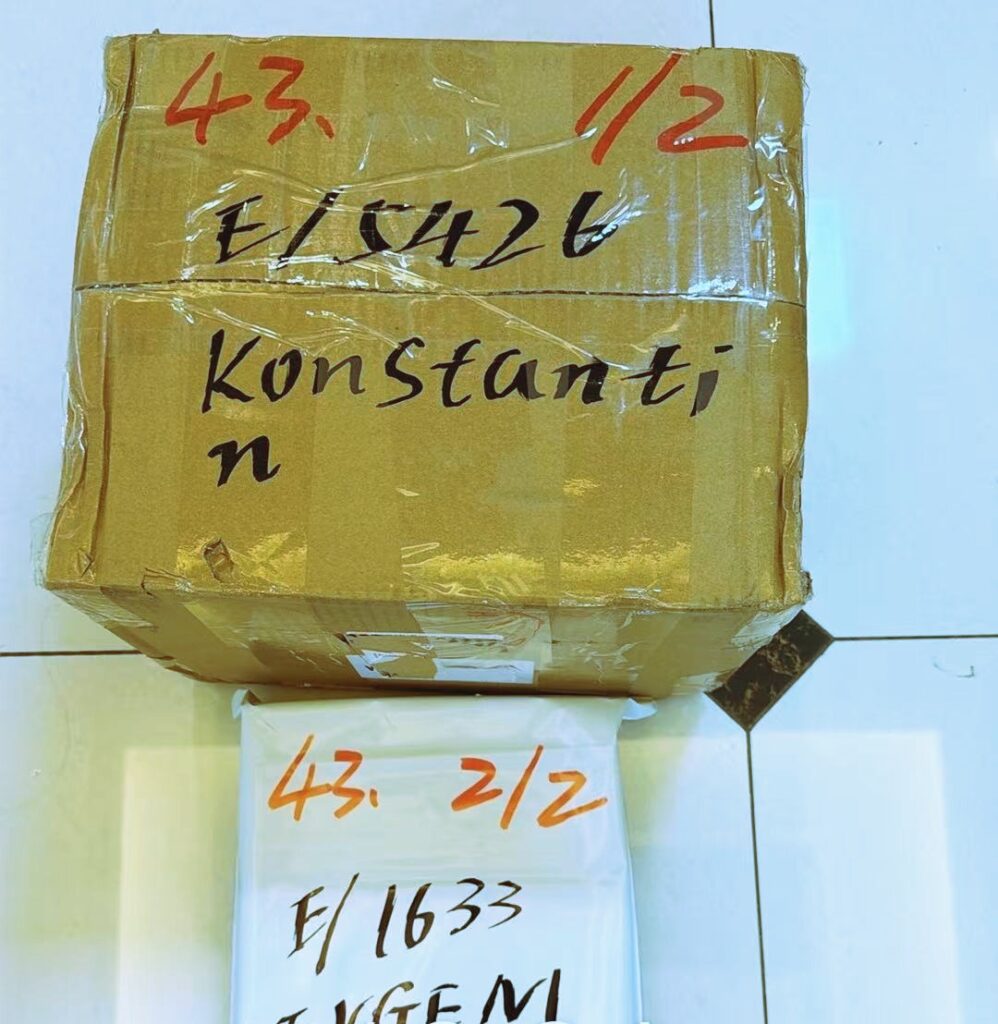 43. 1/2
E/5426
Konstanti
n
43. 2/2
E/1633